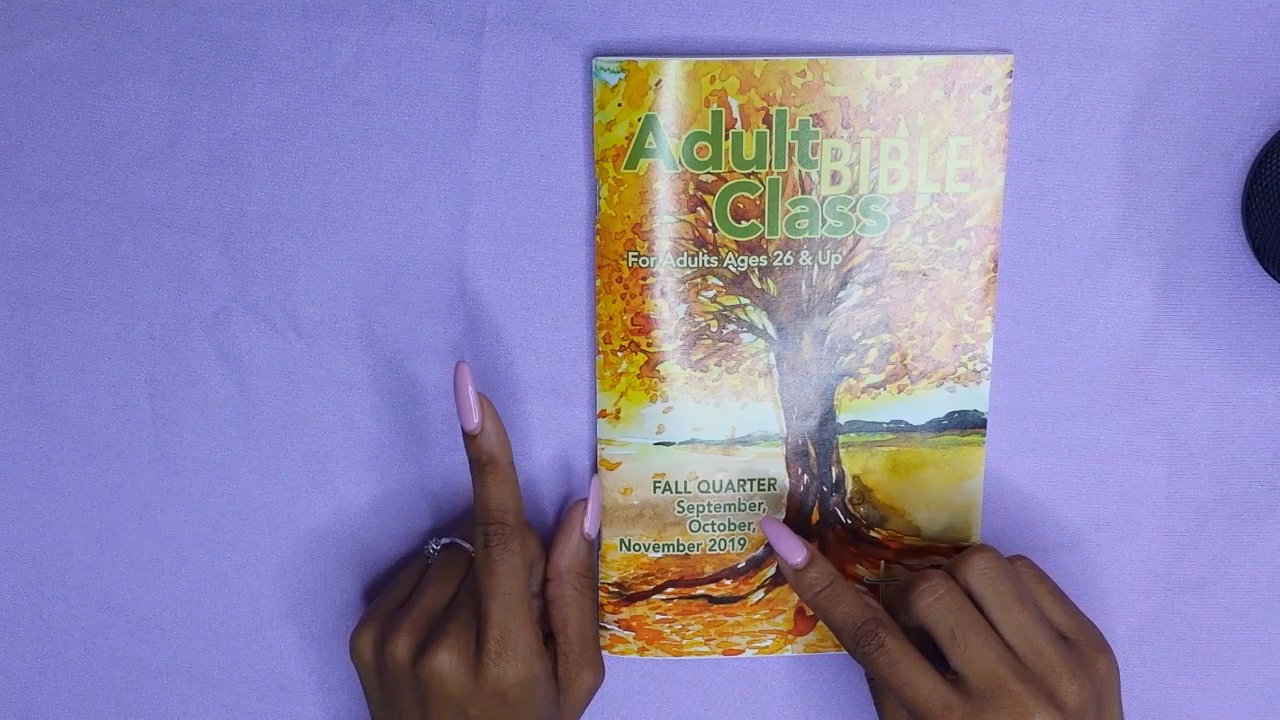 Adult BIBLE
Class
For Adults Ages 26 & Up
FALL QUARTER
September,
October,
November 2019